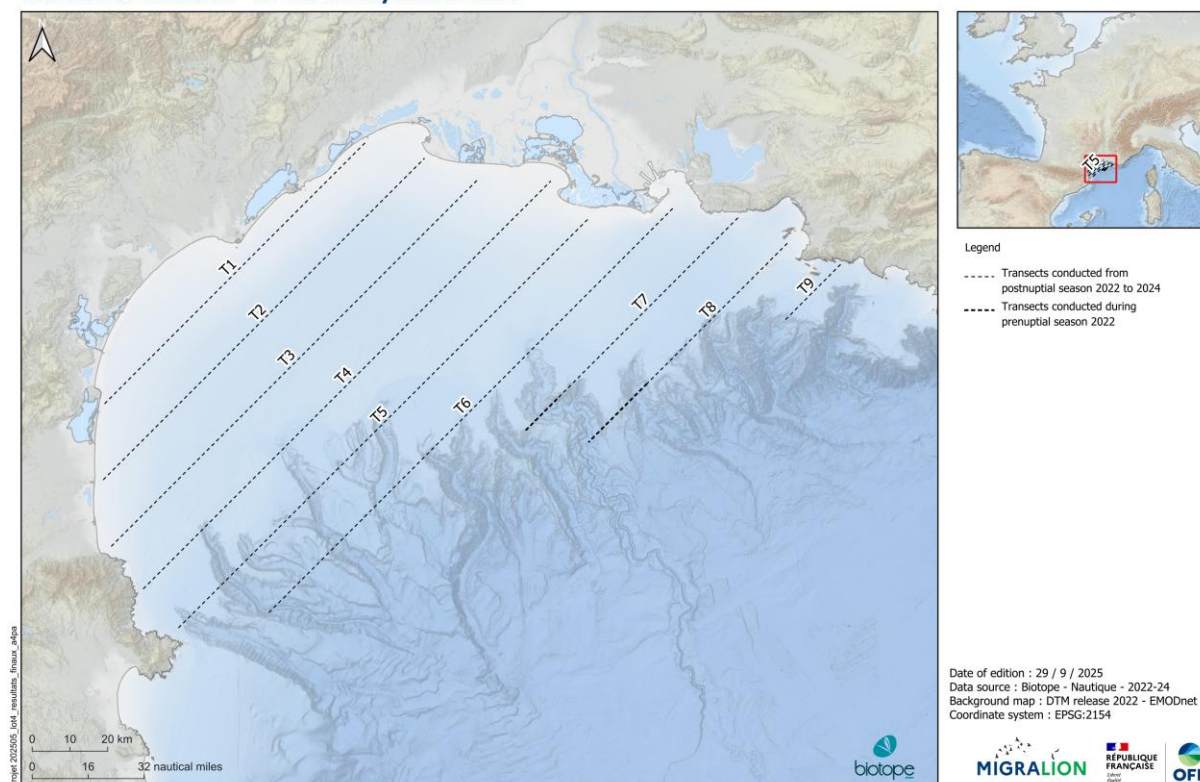 N
T1
T2
T3
T4
T5
T6
T7
T8
T9
0 10 20 km
0 16 32 nautical miles
biotope
T5
Legend
Transects conducted from
postnuptial season 2022 to 2024
Transects conducted during
prenuptial season 2022
Date of edition : 29 / 9 / 2025
Data source : Biotope - Nautique - 2022-24
Background map : DTM release 2022 - EMODnet
Coordinate system : EPSG:2154
MIGRALION
RÉPUBLIQUE
FRANÇAISE